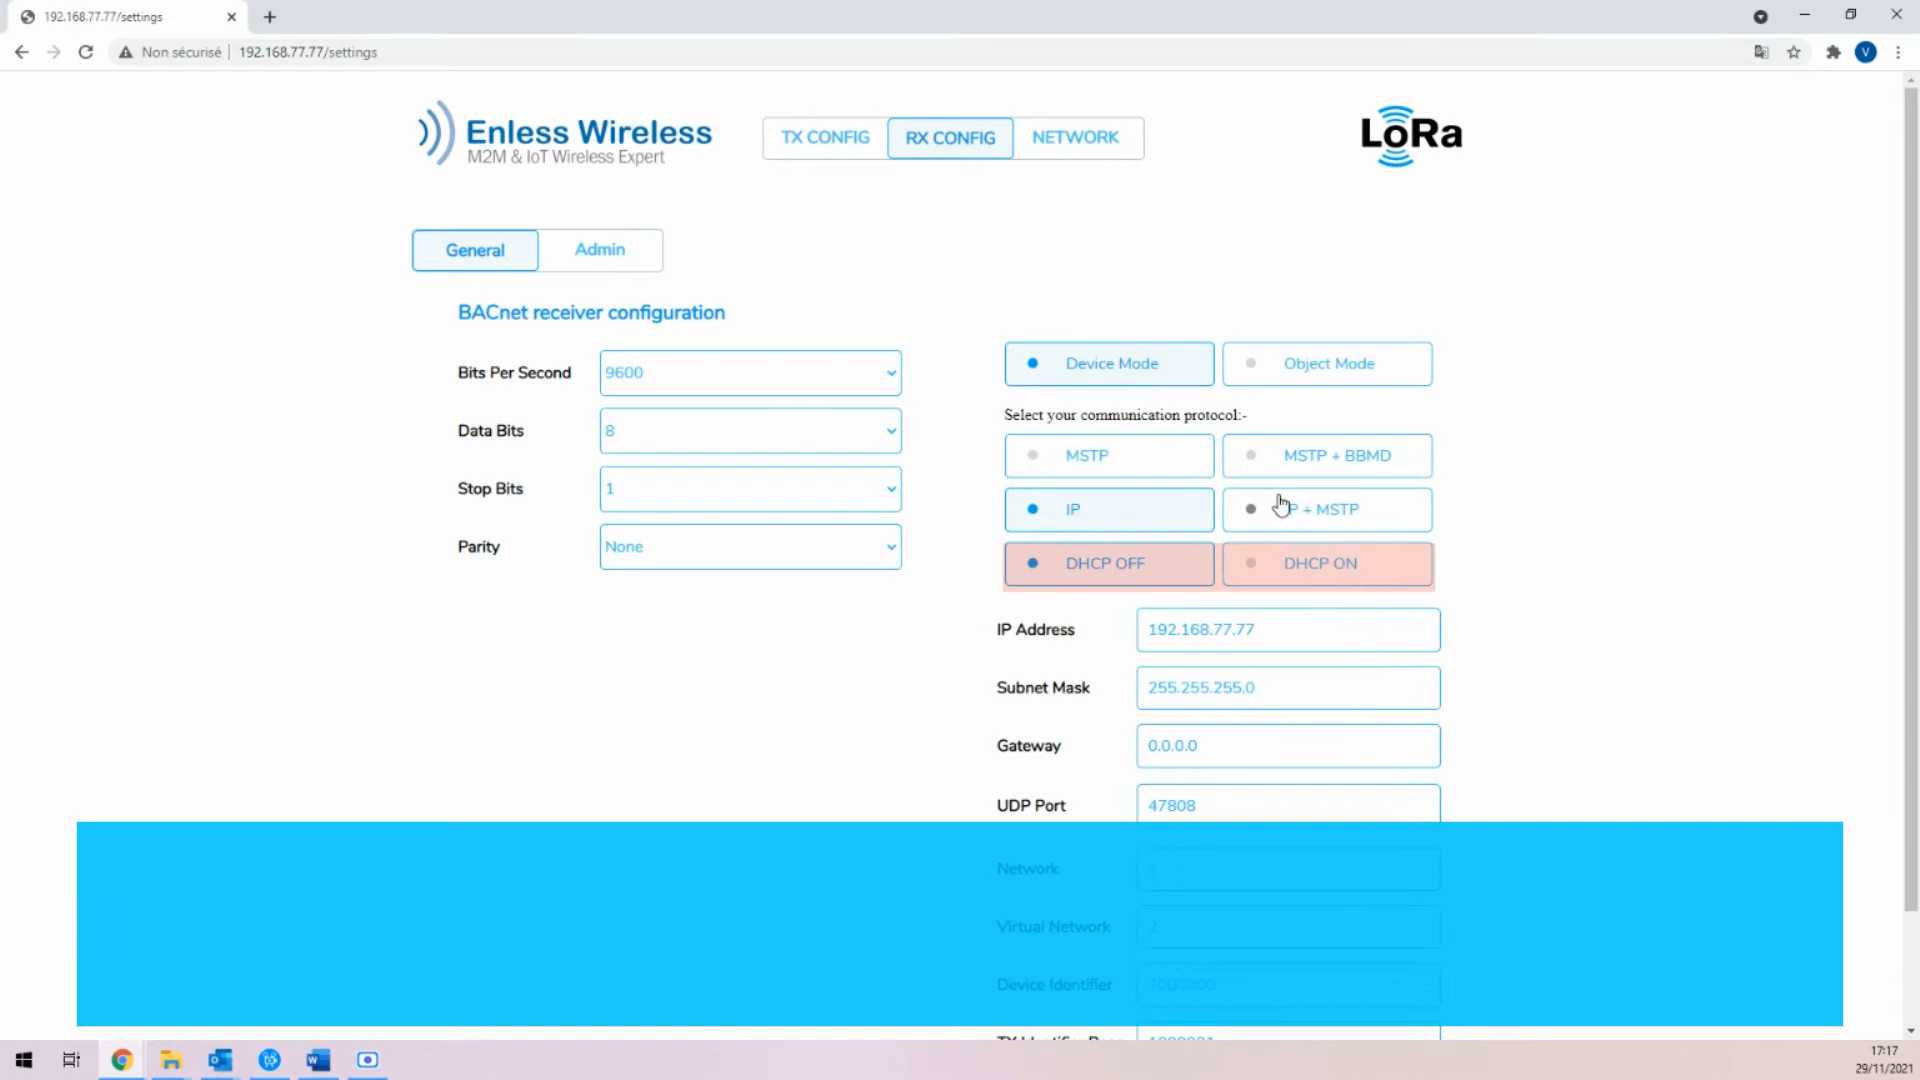 192.168.77.77/settings
Non sécurisé | 192.168.77.77/settings
V
Enless Wireless
M2M & IoT Wireless Expert
TX CONFIG
RX CONFIG
NETWORK
LoRa
General
Admin
BACnet receiver configuration
Bits Per Second
9600
Data Bits
8
Stop Bits
1
Parity
None
Device Mode
Object Mode
Select your communication protocol:-
MSTP
MSTP + BBMD
IP
P + MSTP
DHCP OFF
DHCP ON
IP Address
192.168.77.77
Subnet Mask
255.255.255.0
Gateway
0.0.0.0
UDP Port
47808
Network
Virtual Network
Device Identifier
17:17
29/11/2021